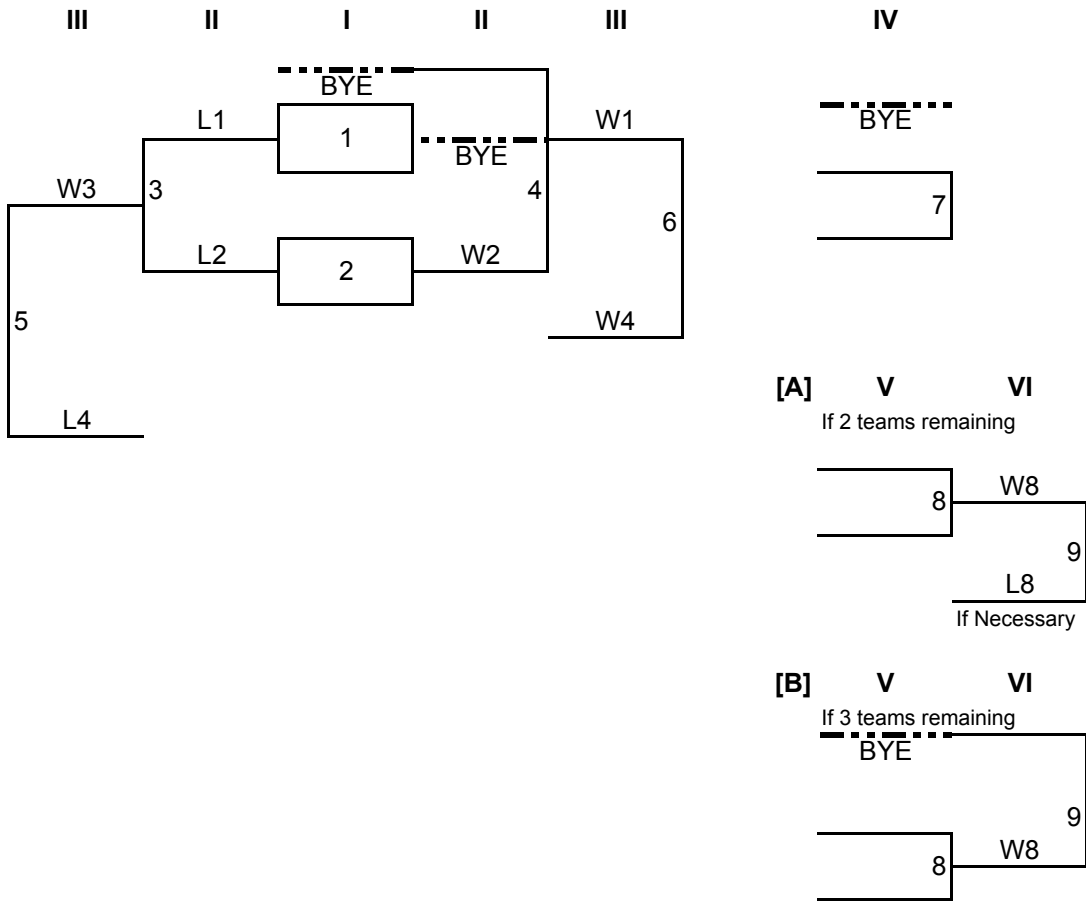 III II I II III IV
BYE
BYE
L1 1 W1
BYE
W3 3 4 7
6
L2 2 W2
5 W4
[A] V VI
L4 If 2 teams remaining
8 W8
9
L8
If Necessary
[B] V VI
If 3 teams remaining
BYE
9
8 W8